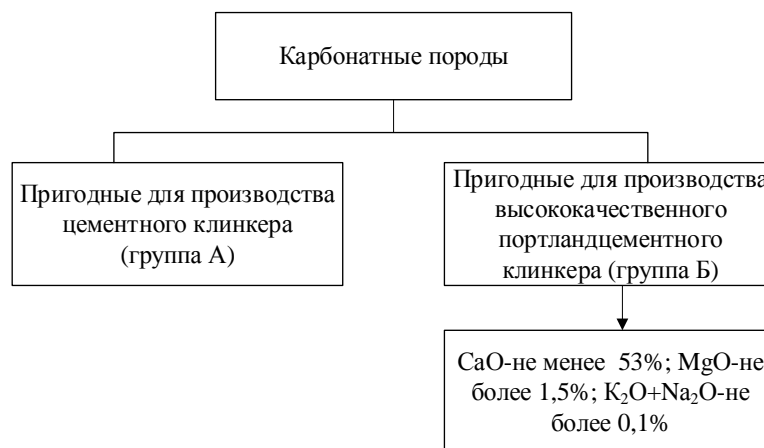 Карбонатные породы
Пригодные для производства
цементного клинкера
(группа А)
Пригодные для производства
высококачественного
портландцементного
клинкера (группа Б)
CaO-не менее  53%; MgO-не
более 1,5%; K₂O+Na₂O-не
более 0,1%